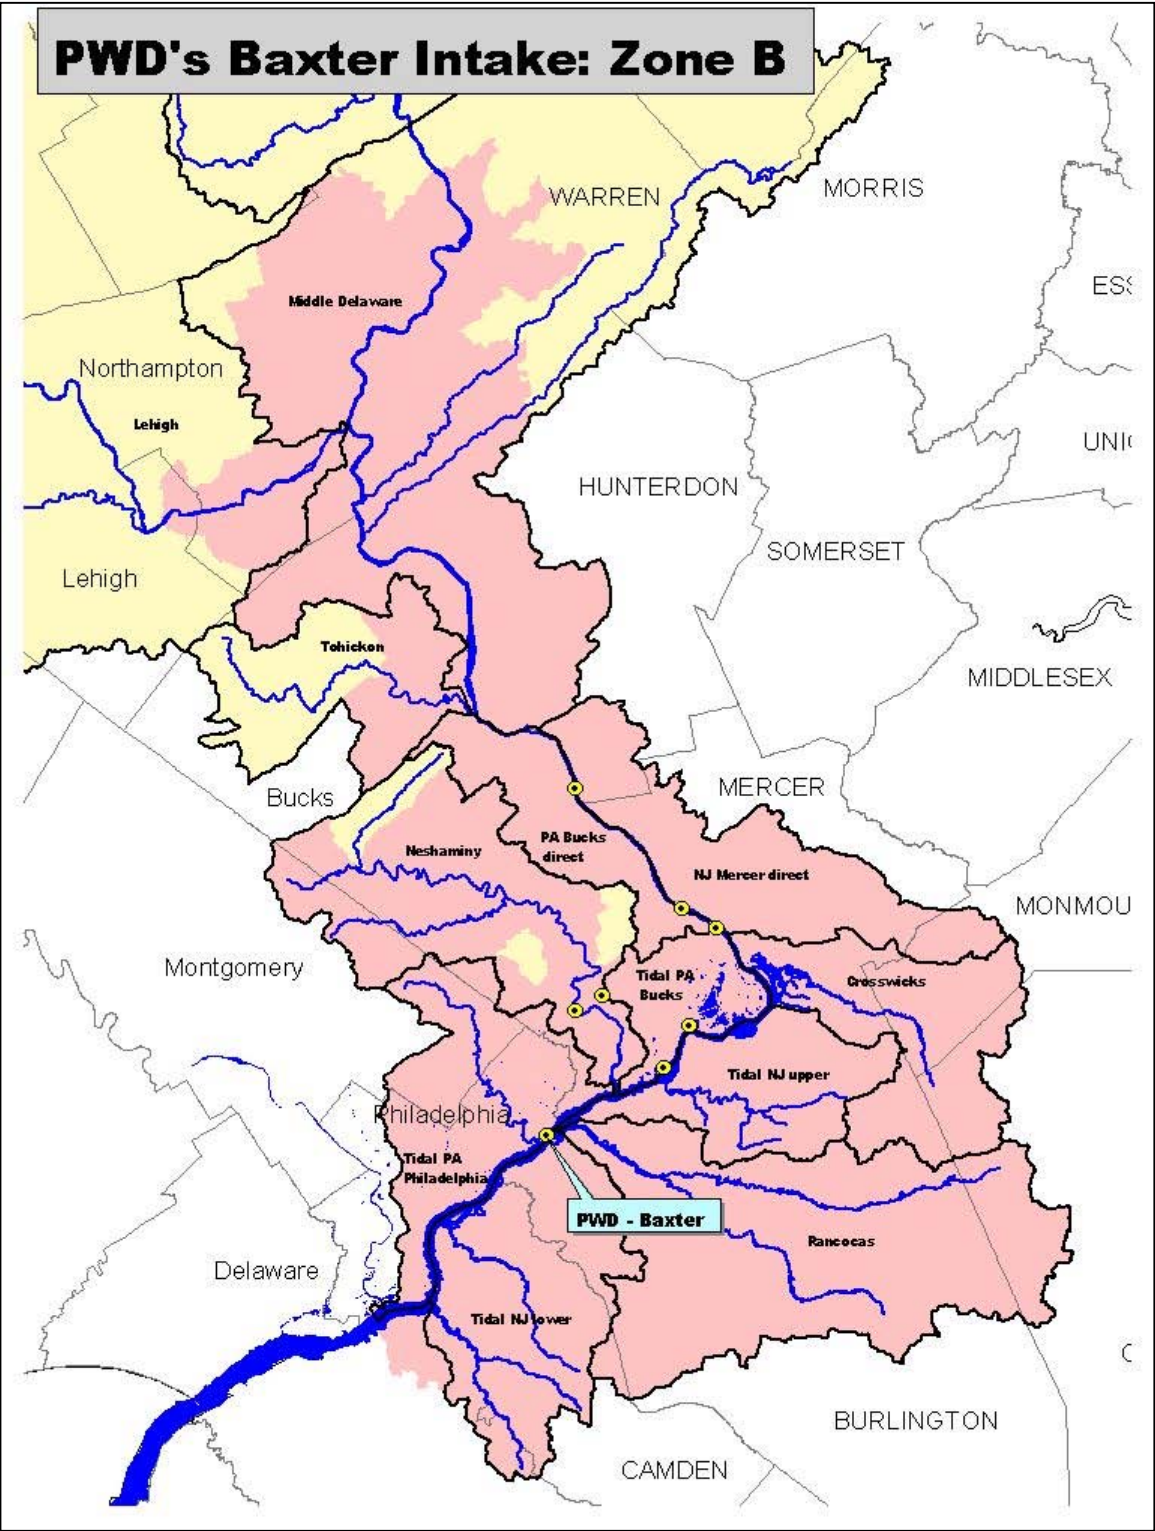 PWD's Baxter Intake: Zone B
WARREN
MORRIS
ES
Middle Delaware
Northampton
Lehigh
UNI
HUNTERDON
SOMERSET
Lehigh
Tohickon
MIDDLESEX
Bucks
MERCER
PA Bucks
direct
Neshaminy
NJ Mercer direct
MONMOU
Montgomery
Tidal PA
Bucks
Crosswicks
Tidal NJ upper
Philadelphia
Tidal PA
Philadelphia
PWD - Baxter
Rancocas
Delaware
Tidal NJ lower
BURLINGTON
CAMDEN